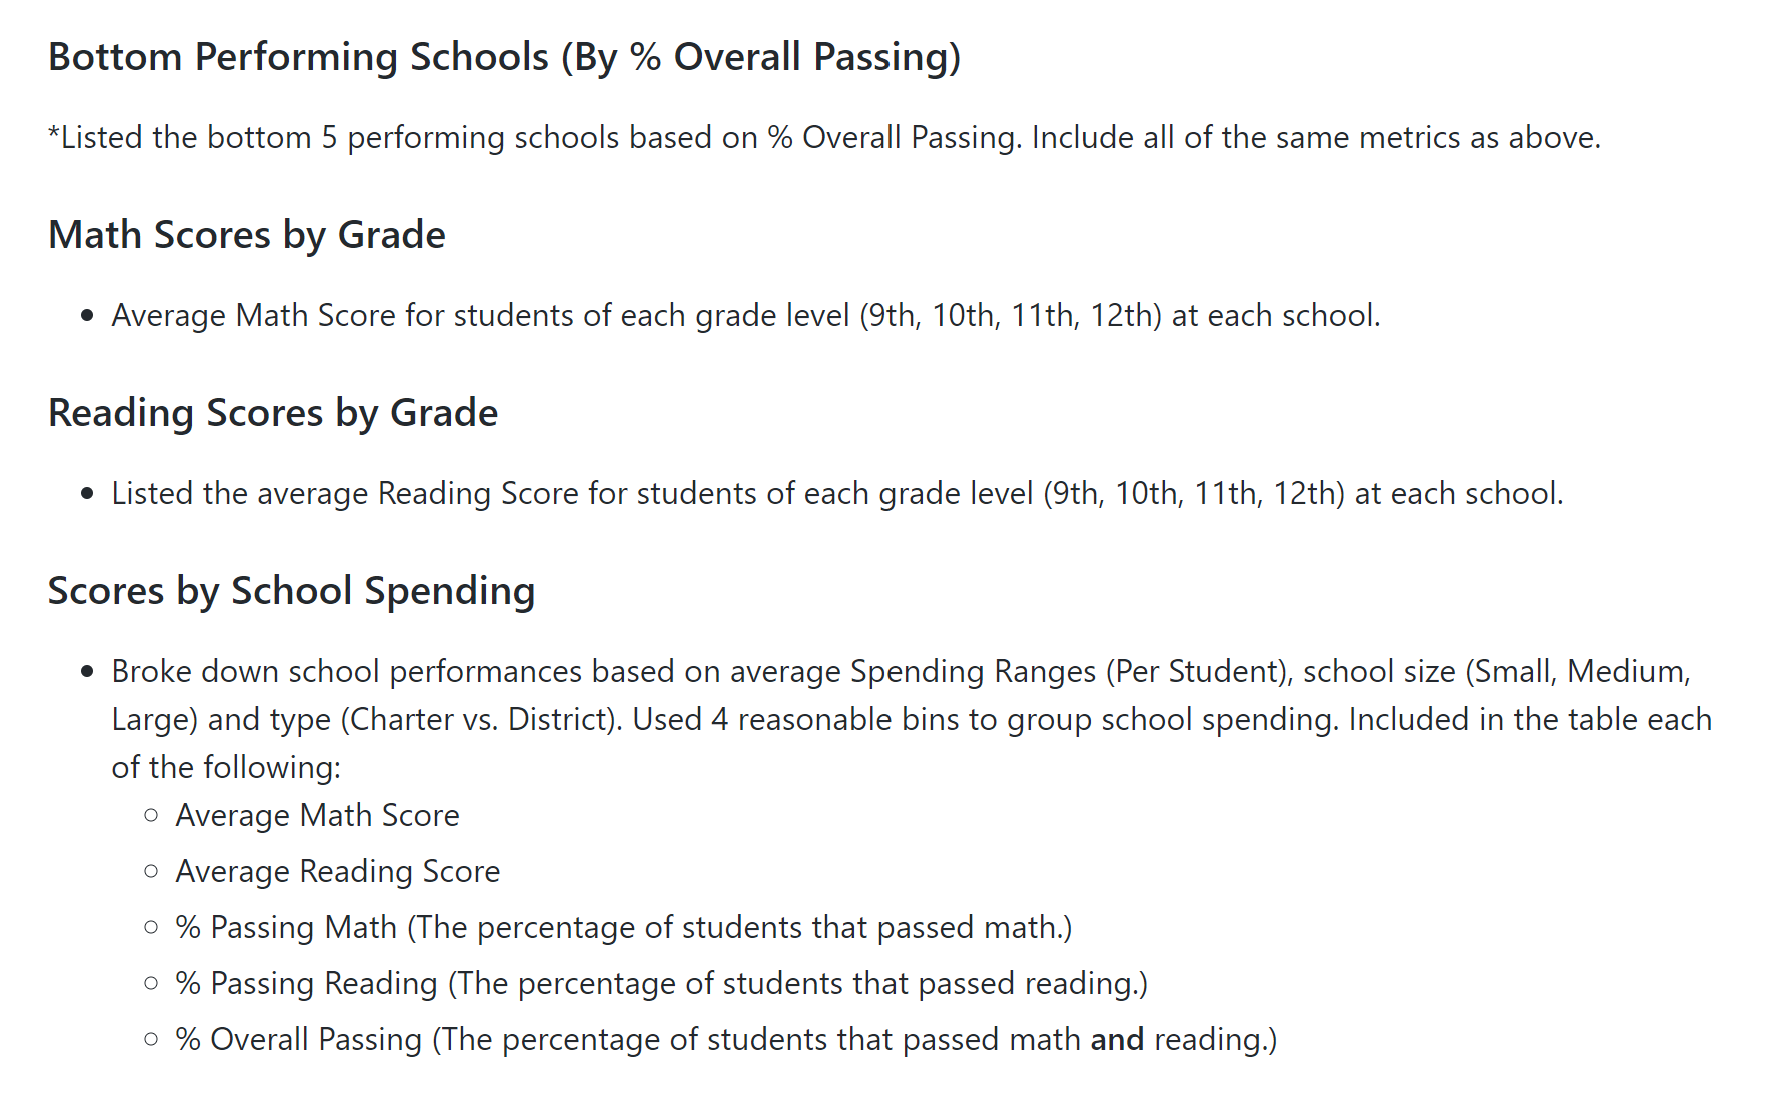 Bottom Performing Schools (By % Overall Passing)
*Listed the bottom 5 performing schools based on % Overall Passing. Include all of the same metrics as above.
Math Scores by Grade
• Average Math Score for students of each grade level (9th, 10th, 11th, 12th) at each school.
Reading Scores by Grade
• Listed the average Reading Score for students of each grade level (9th, 10th, 11th, 12th) at each school.
Scores by School Spending
• Broke down school performances based on average Spending Ranges (Per Student), school size (Small, Medium,
Large) and type (Charter vs. District). Used 4 reasonable bins to group school spending. Included in the table each
of the following:
○ Average Math Score
○ Average Reading Score
○ % Passing Math (The percentage of students that passed math.)
○ % Passing Reading (The percentage of students that passed reading.)
○ % Overall Passing (The percentage of students that passed math and reading.)